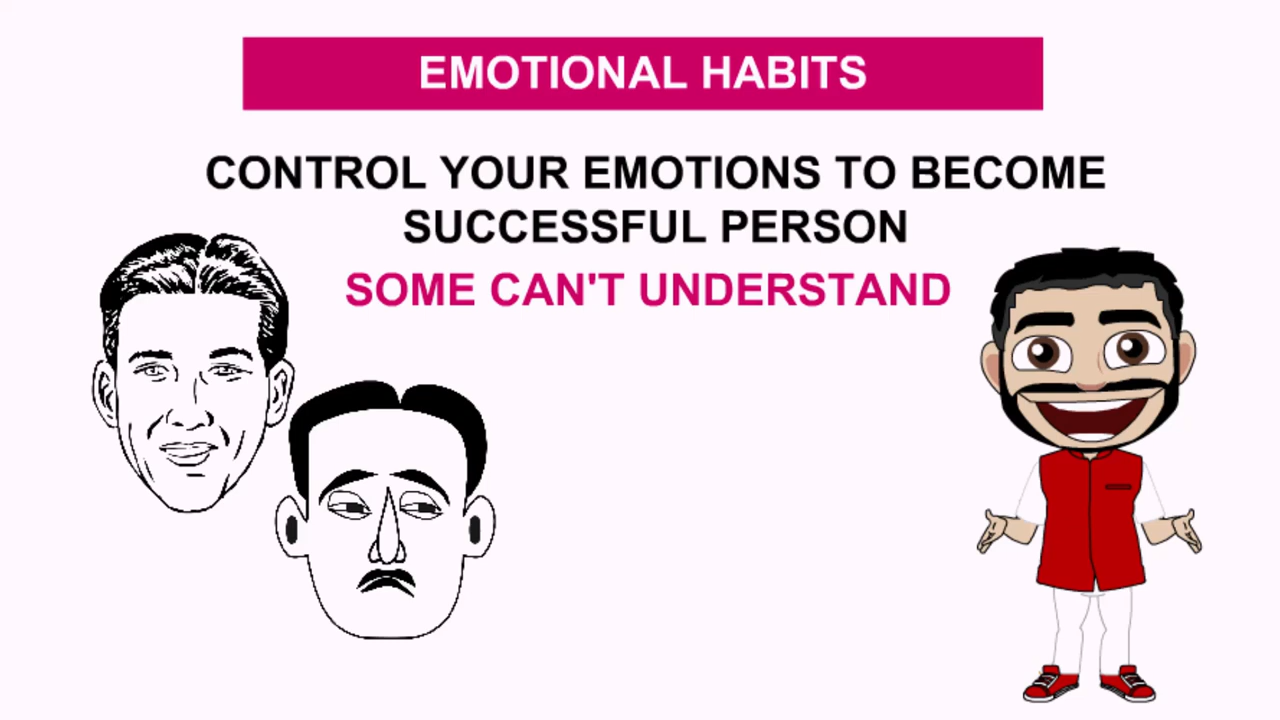 EMOTIONAL HABITS
CONTROL YOUR EMOTIONS TO BECOME
SUCCESSFUL PERSON
SOME CAN'T UNDERSTAND